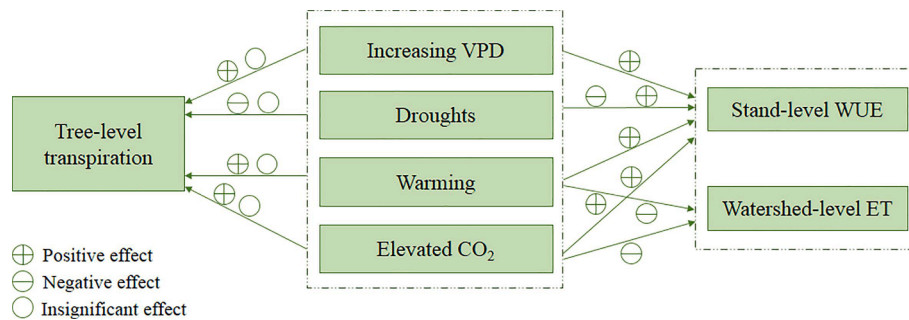 Increasing VPD
Droughts
Warming
Elevated CO₂
Tree-level
transpiration
Stand-level WUE
Watershed-level ET
Positive effect
Negative effect
Insignificant effect